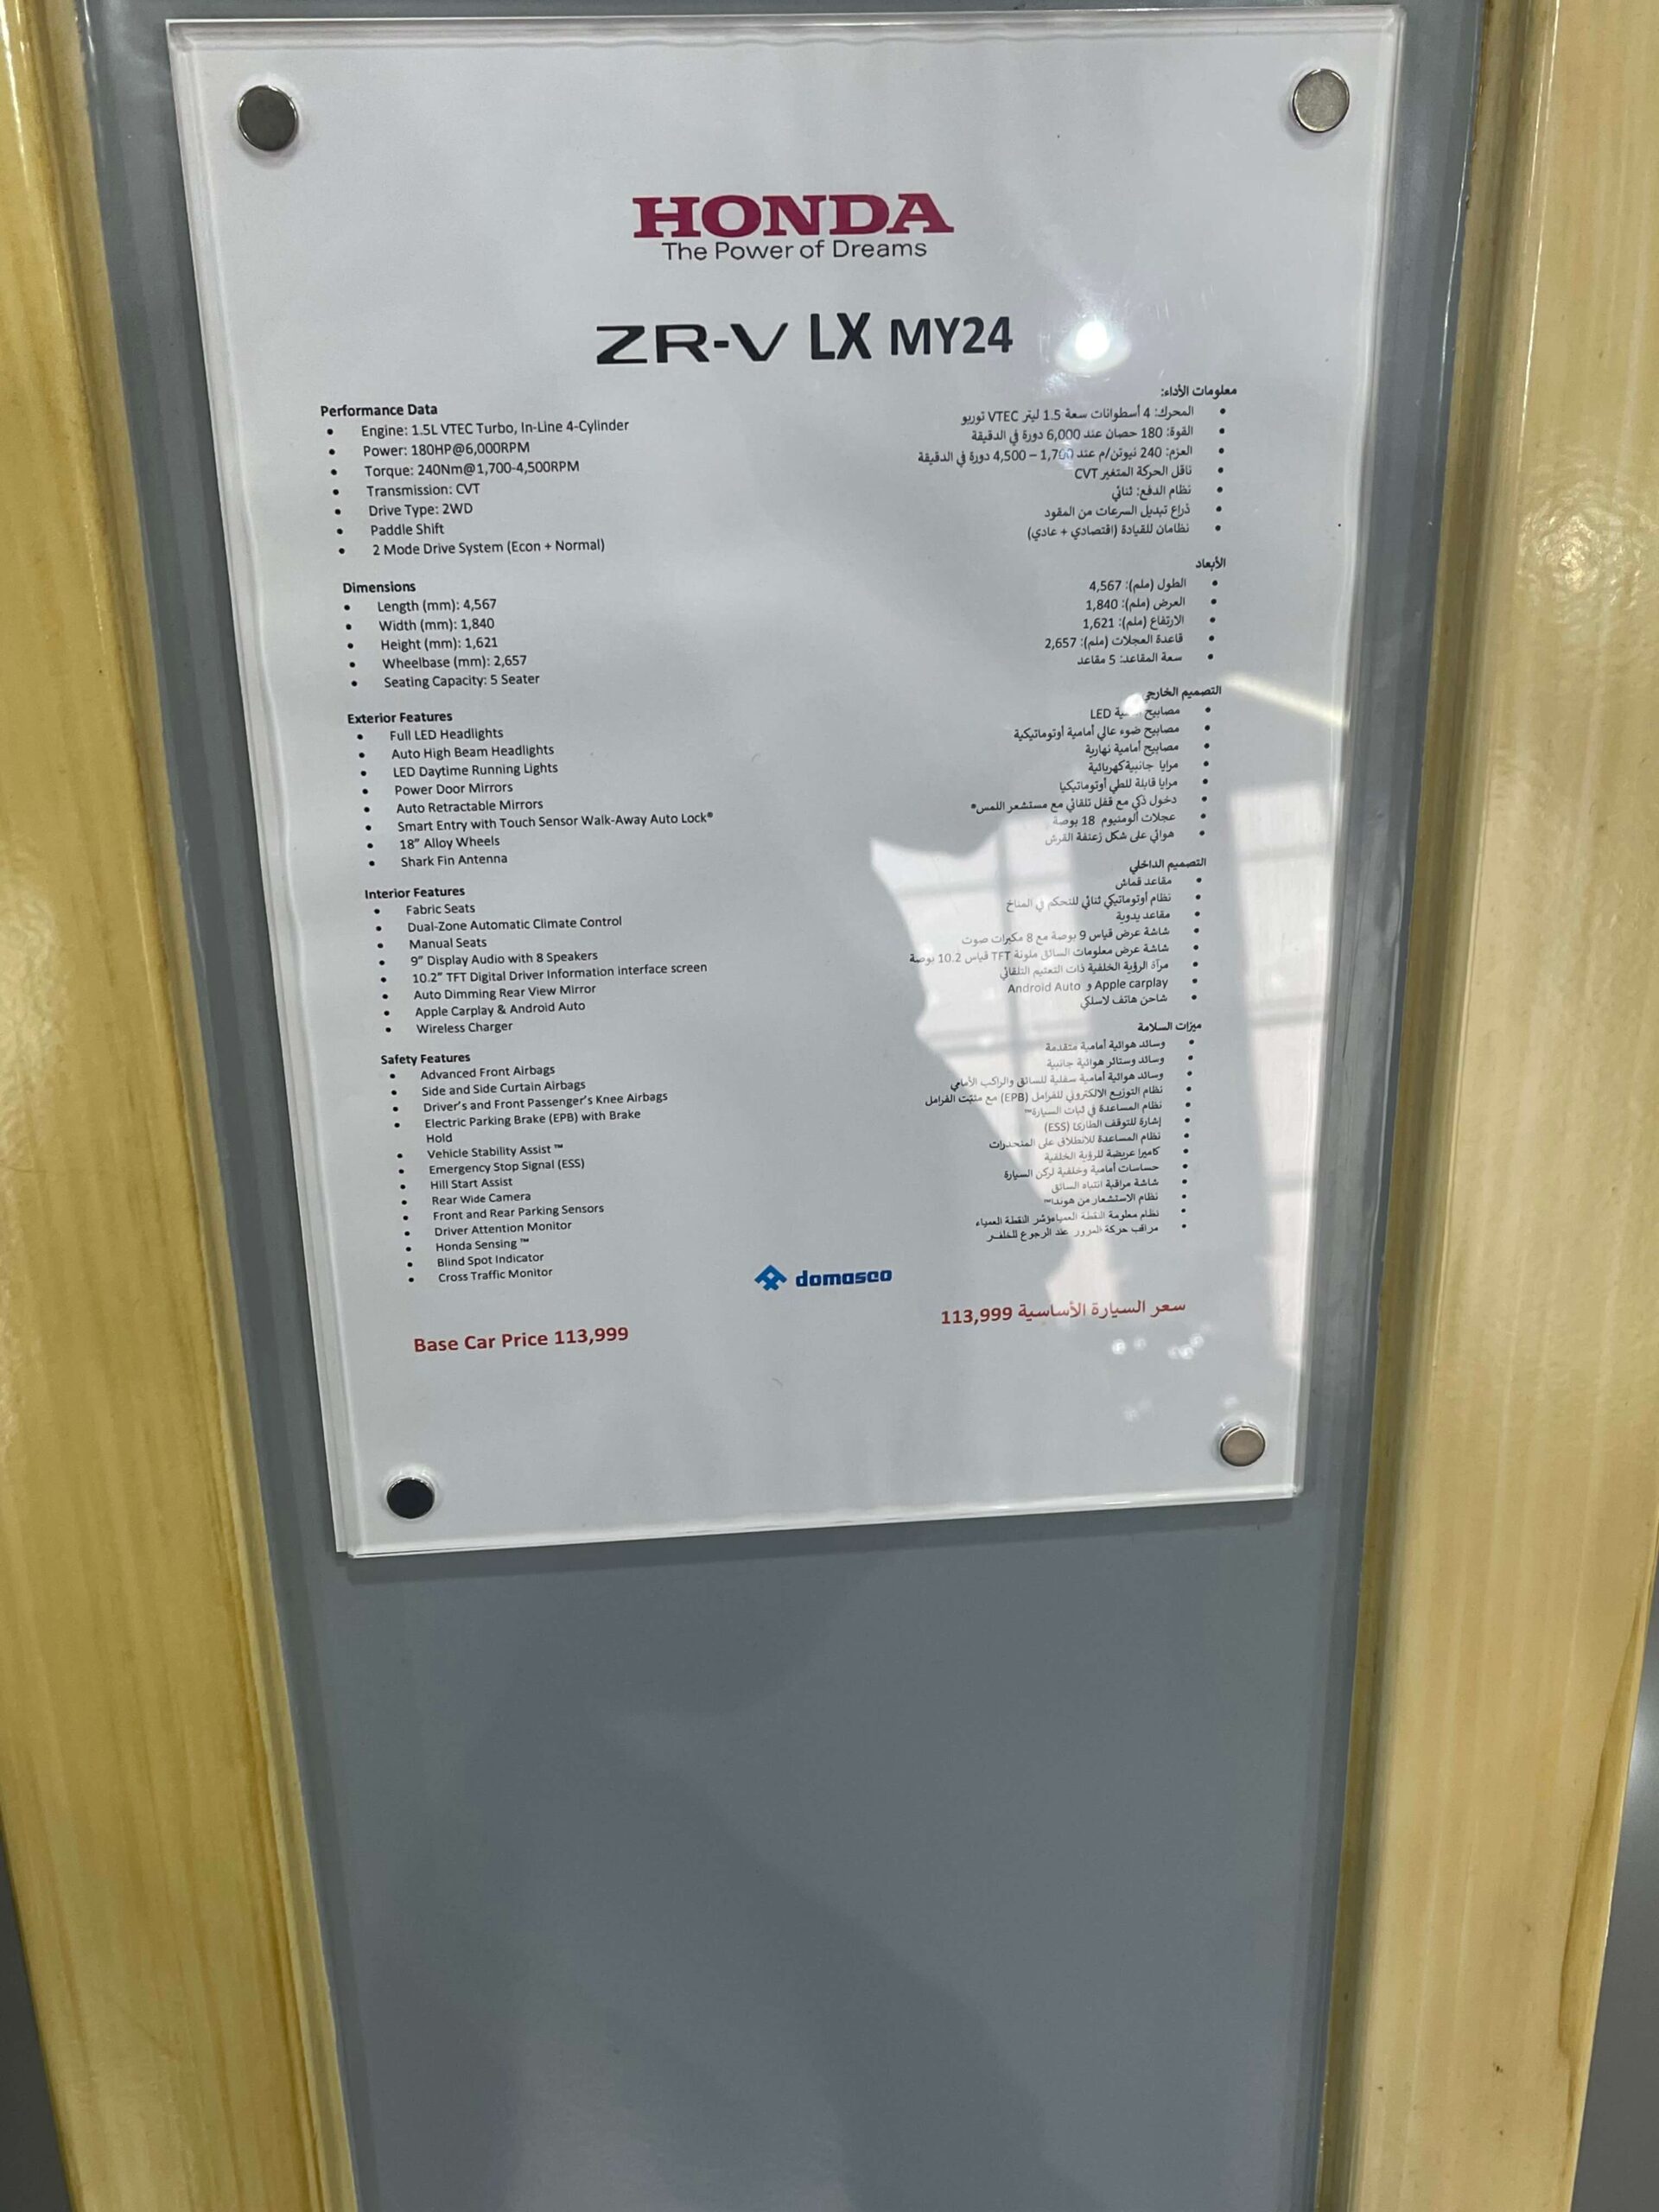 HONDA
The Power of Dreams
ZR-V LX MY24
Performance Data
• Engine: 1.5L VTEC Turbo, In-Line 4-Cylinder
• Power: 180HP@6,000RPM
• Torque: 240Nm@1,700-4,500RPM
• Transmission: CVT
• Drive Type: 2WD
• Paddle Shift
• 2 Mode Drive System (Econ + Normal)
Dimensions
• Length (mm): 4,567
• Width (mm): 1,840
• Height (mm): 1,621
• Wheelbase (mm): 2,657
• Seating Capacity: 5 Seater
Exterior Features
• Full LED Headlights
• Auto High Beam Headlights
• LED Daytime Running Lights
• Power Door Mirrors
• Auto Retractable Mirrors
• Smart Entry with Touch Sensor Walk-Away Auto Lock®
• 18” Alloy Wheels
• Shark Fin Antenna
Interior Features
• Fabric Seats
• Dual-Zone Automatic Climate Control
• Manual Seats
• 9” Display Audio with 8 Speakers
• 10.2” TFT Digital Driver Information interface screen
• Auto Dimming Rear View Mirror
• Apple Carplay & Android Auto
• Wireless Charger
Safety Features
• Advanced Front Airbags
• Side and Side Curtain Airbags
• Driver’s and Front Passenger’s Knee Airbags
• Electric Parking Brake (EPB) with Brake
Hold
• Vehicle Stability Assist ™
• Emergency Stop Signal (ESS)
• Hill Start Assist
• Rear Wide Camera
• Front and Rear Parking Sensors
• Driver Attention Monitor
• Honda Sensing ™
• Blind Spot Indicator
• Cross Traffic Monitor
Base Car Price 113,999
معلومات الأداء:
• المحرك: 4 أسطوانات سعة 1.5 ليتر VTEC توربو
• القوة: 180 حصان عند 6,000 دورة في الدقيقة
• العزم: 240 نيوتن/م عند 1,700 – 4,500 دورة في الدقيقة
• ناقل الحركة المتغير CVT
• نظام الدفع: ثنائي
• ذراع تبديل السرعات من المقود
• نظامان للقيادة (اقتصادي + عادي)
الأبعاد
• الطول (ملم): 4,567
• العرض (ملم): 1,840
• الارتفاع (ملم): 1,621
• قاعدة العجلات (ملم): 2,657
• سعة المقاعد: 5 مقاعد
التصميم الخارجي
• مصابيح LED
• مصابيح ضوء عالي أمامية أوتوماتيكية
• مصابيح أمامية نهارية
• مرايا جانبية كهربائية
• مرايا قابلة للطي أوتوماتيكيا
• دخول ذكي مع قفل تلقائي مع مستشعر اللمس®
• عجلات ألومنيوم 18 بوصة
• هوائي على شكل زعنفة القرش
التصميم الداخلي
• مقاعد قماش
• نظام أوتوماتيكي ثنائي للتحكم في المناخ
• مقاعد يدوية
• شاشة عرض قياس 9 بوصة مع 8 مكبرات صوت
• شاشة عرض معلومات السائق ملونة TFT قياس 10.2 بوصة
• مرآة الرؤية الخلفية ذات التعتيم التلقائي
• Apple carplay و Android Auto
• شاحن هاتف لاسلكي
ميزات السلامة
• وسائد هوائية أمامية متقدمة
• وسائد وستائر هوائية جانبية
• وسائد هوائية أمامية سفلية للسائق والراكب الأمامي
• نظام التوزيع الالكتروني للفرامل (EPB) مع مثبت الفرامل
• نظام المساعدة في ثبات السيارة™
• إشارة للتوقف الطارئ (ESS)
• نظام المساعدة للانطلاق على المنحدرات
• كاميرا عريضة للرؤية الخلفية
• حساسات أمامية وخلفية لركن السيارة
• شاشة مراقبة انتباه السائق
• نظام الاستشعار من هوندا™
• نظام معلومة النقطة العمياء مؤشر النقطة العمياء
• مراقب حركة المرور عند الرجوع للخلف
سعر السيارة الأساسية 113,999
domasco